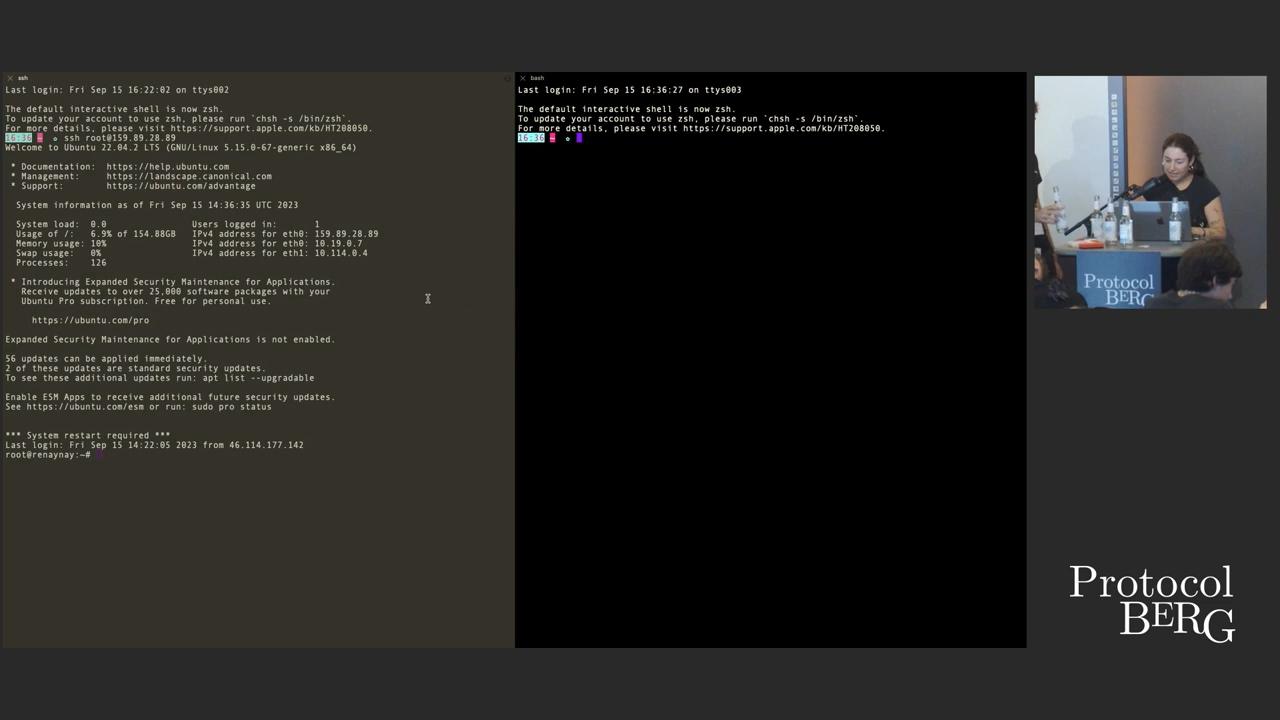 ssh
Last login: Fri Sep 15 16:22:02 on ttys002
The default interactive shell is now zsh.
To update your account to use zsh, please run `chsh -s /bin/zsh`.
For more details, please visit https://support.apple.com/kb/HT208050.
16:36 ~ ssh root@159.89.28.89
Welcome to Ubuntu 22.04.2 LTS (GNU/Linux 5.15.0-67-generic x86_64)
* Documentation: https://help.ubuntu.com
* Management: https://landscape.canonical.com
* Support: https://ubuntu.com/advantage
System information as of Fri Sep 15 14:36:35 UTC 2023
System load: 0.0 Users logged in: 1
Usage of /: 6.9% of 154.88GB IPv4 address for eth0: 159.89.28.89
Memory usage: 10% IPv4 address for eth0: 10.19.0.7
Swap usage: 0% IPv4 address for eth1: 10.114.0.4
Processes: 126
* Introducing Expanded Security Maintenance for Applications.
Receive updates to over 25,000 software packages with your
Ubuntu Pro subscription. Free for personal use.
https://ubuntu.com/pro
Expanded Security Maintenance for Applications is not enabled.
56 updates can be applied immediately.
2 of these updates are standard security updates.
To see these additional updates run: apt list --upgradable
Enable ESM Apps to receive additional future security updates.
See https://ubuntu.com/esm or run: sudo pro status
*** System restart required ***
Last login: Fri Sep 15 14:22:05 2023 from 46.114.177.142
root@renaynay:~#
bash
Last login: Fri Sep 15 16:36:27 on ttys003
The default interactive shell is now zsh.
To update your account to use zsh, please run `chsh -s /bin/zsh`.
For more details, please visit https://support.apple.com/kb/HT208050.
16:36 ~
Protocol
BERG
Protocol
BERG